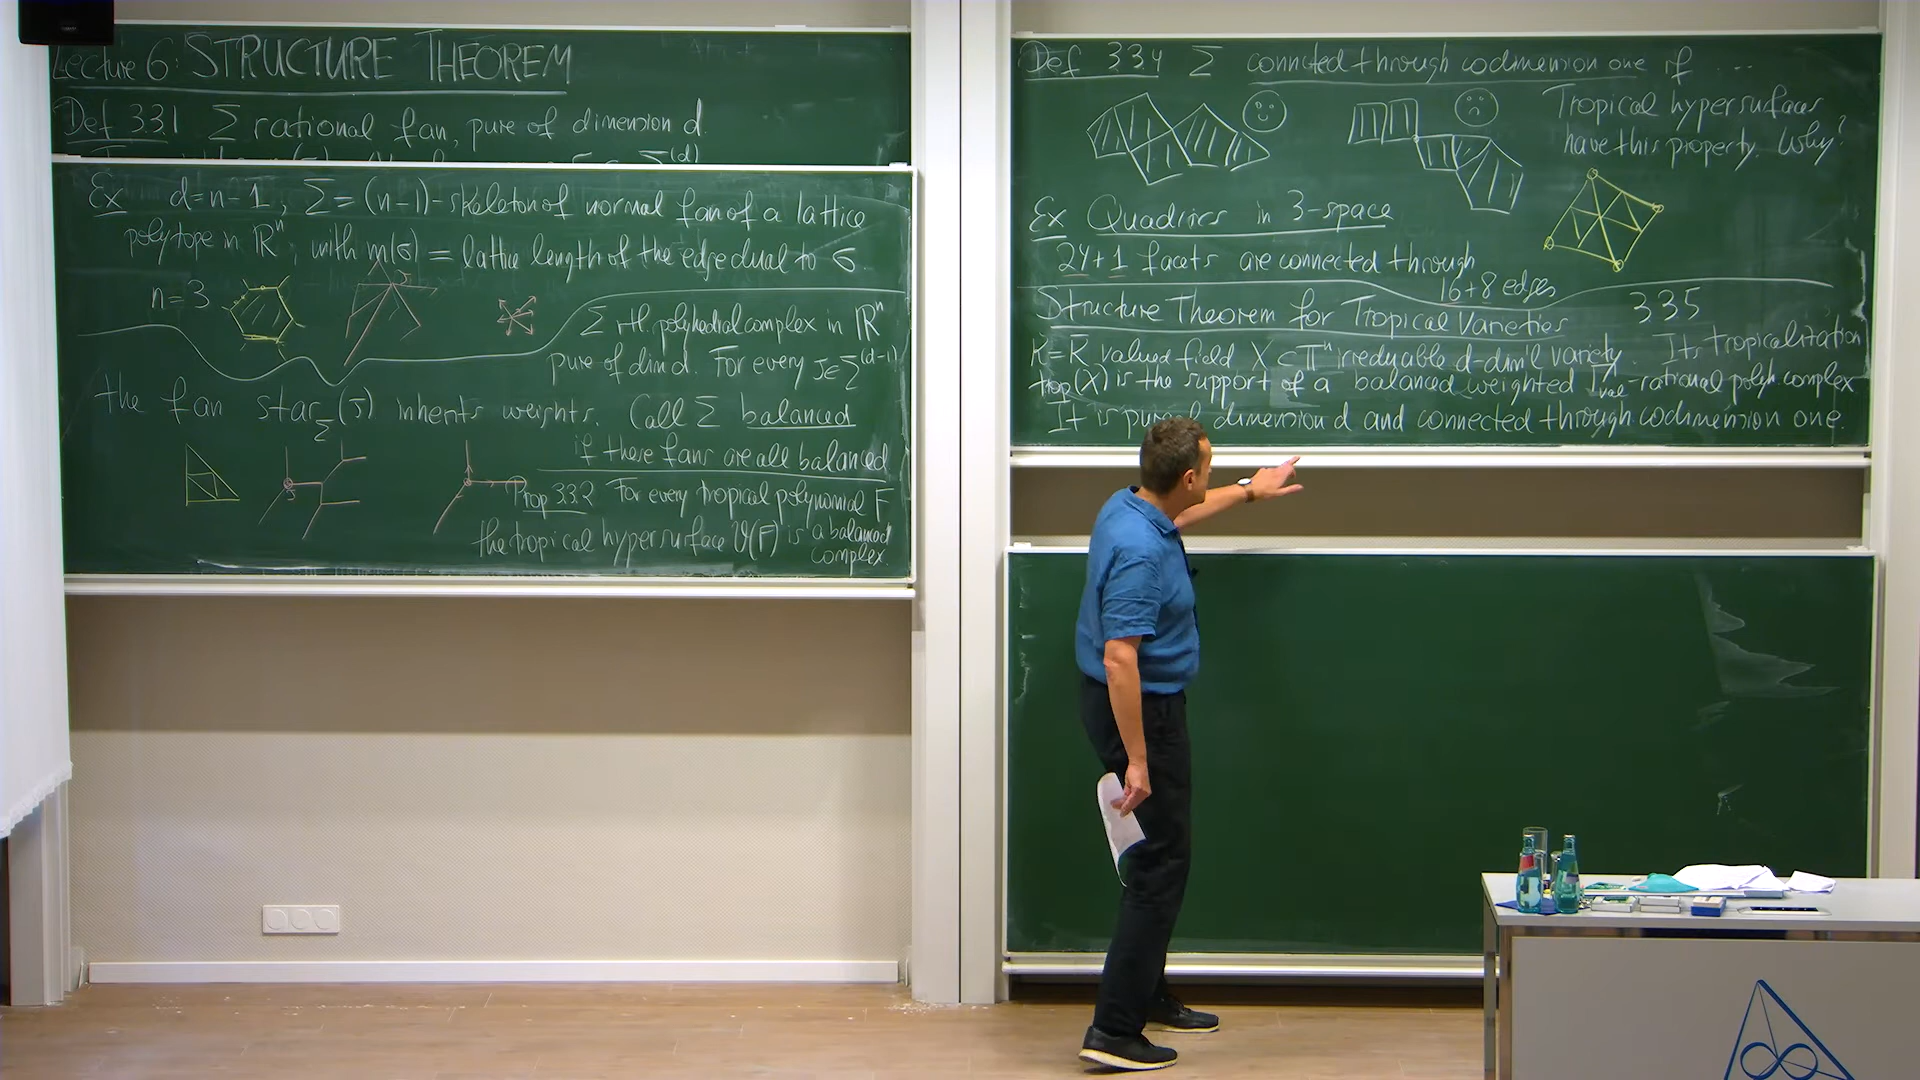 Lecture 6: STRUCTURE THEOREM
Def 3.3.1 Σ rational fan, pure of dimension d.
Ex d=n-1, Σ = (n-1)-skeleton of normal fan of a lattice
polytope in ℝⁿ, with m(σ) = lattice length of the edge dual to σ.
n=3
Σ polyhedral complex in ℝⁿ
pure of dim d. For every τ∈Σ^(d-1)
the fan star_Σ(τ) inherits weights. Call Σ balanced
if these fans are all balanced
Prop 3.3.2 For every tropical polynomial F
the tropical hypersurface V(F) is a balanced
complex.
Def 3.3.4 Σ connected through codimension one if ...
Tropical hypersurfaces
have this property. Why?
Ex Quadrics in 3-space
24+1 facets are connected through
16+8 edges
Structure Theorem for Tropical Varieties 335
K=K̄ valued field X⊂𝕋ⁿ irreducible d-dim'l variety. Its tropicalization
trop(X) is the support of a balanced weighted Γval-rational polyh. complex
It is pure dimension d and connected through codimension one.